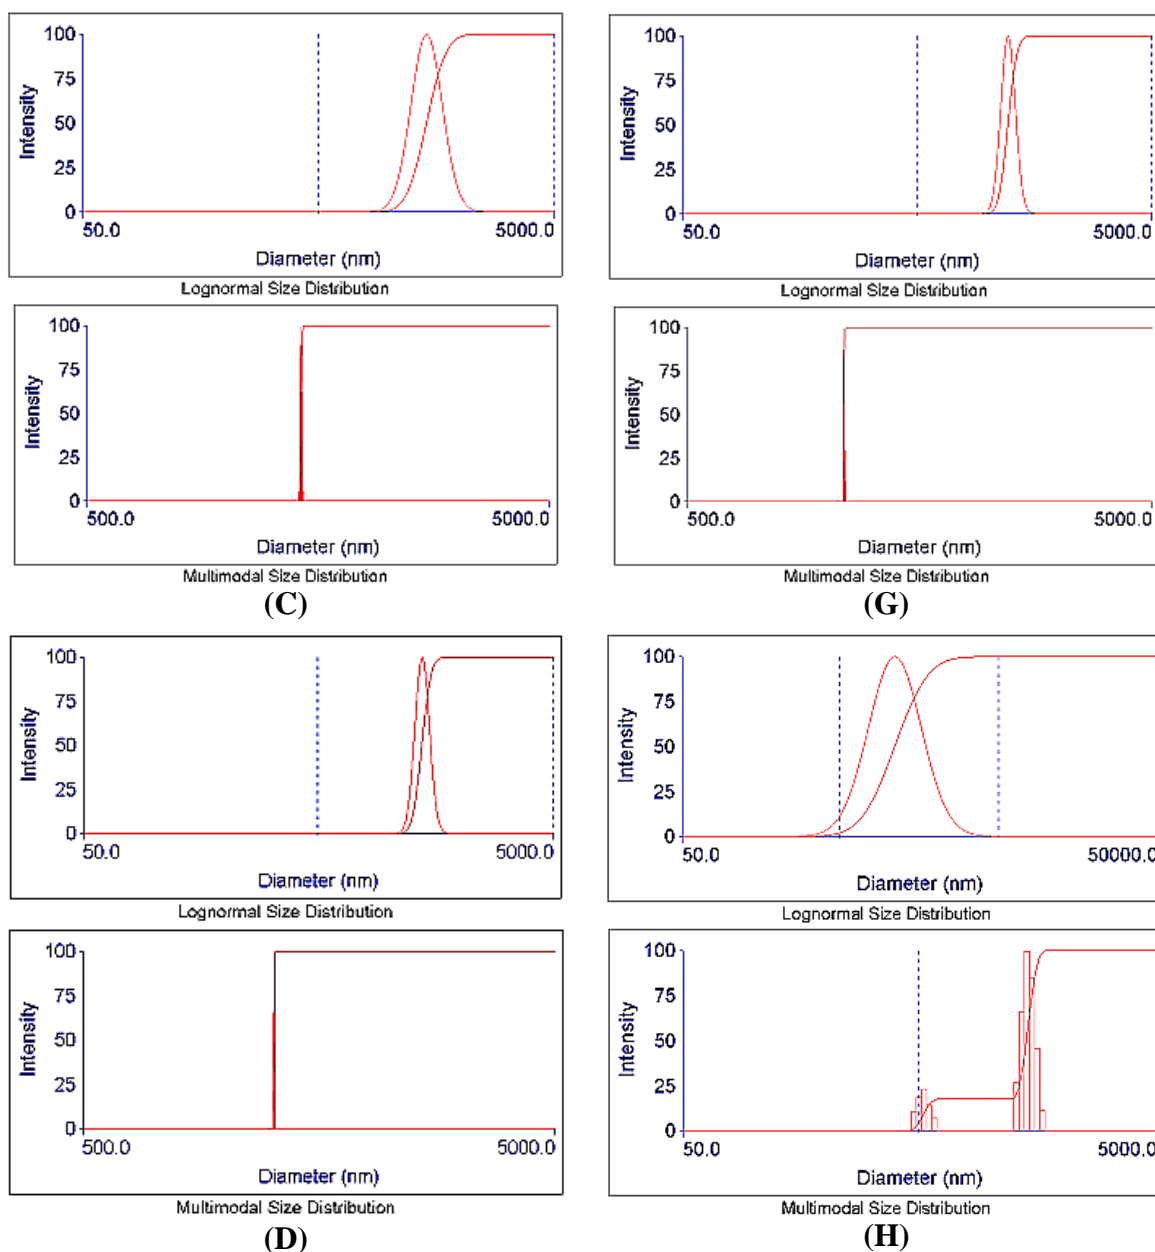 100
75
50
25
0
Intensity
50.0 5000.0
Diameter (nm)
Lognormal Size Distribution
100
75
50
25
0
Intensity
500.0 5000.0
Diameter (nm)
Multimodal Size Distribution
(C)
100
75
50
25
0
Intensity
50.0 5000.0
Diameter (nm)
Lognormal Size Distribution
100
75
50
25
0
Intensity
500.0 5000.0
Diameter (nm)
Multimodal Size Distribution
(G)
100
75
50
25
0
Intensity
50.0 5000.0
Diameter (nm)
Lognormal Size Distribution
100
75
50
25
0
Intensity
500.0 5000.0
Diameter (nm)
Multimodal Size Distribution
(D)
100
75
50
25
0
Intensity
50.0 50000.0
Diameter (nm)
Lognormal Size Distribution
100
75
50
25
0
Intensity
50.0 5000.0
Diameter (nm)
Multimodal Size Distribution
(H)